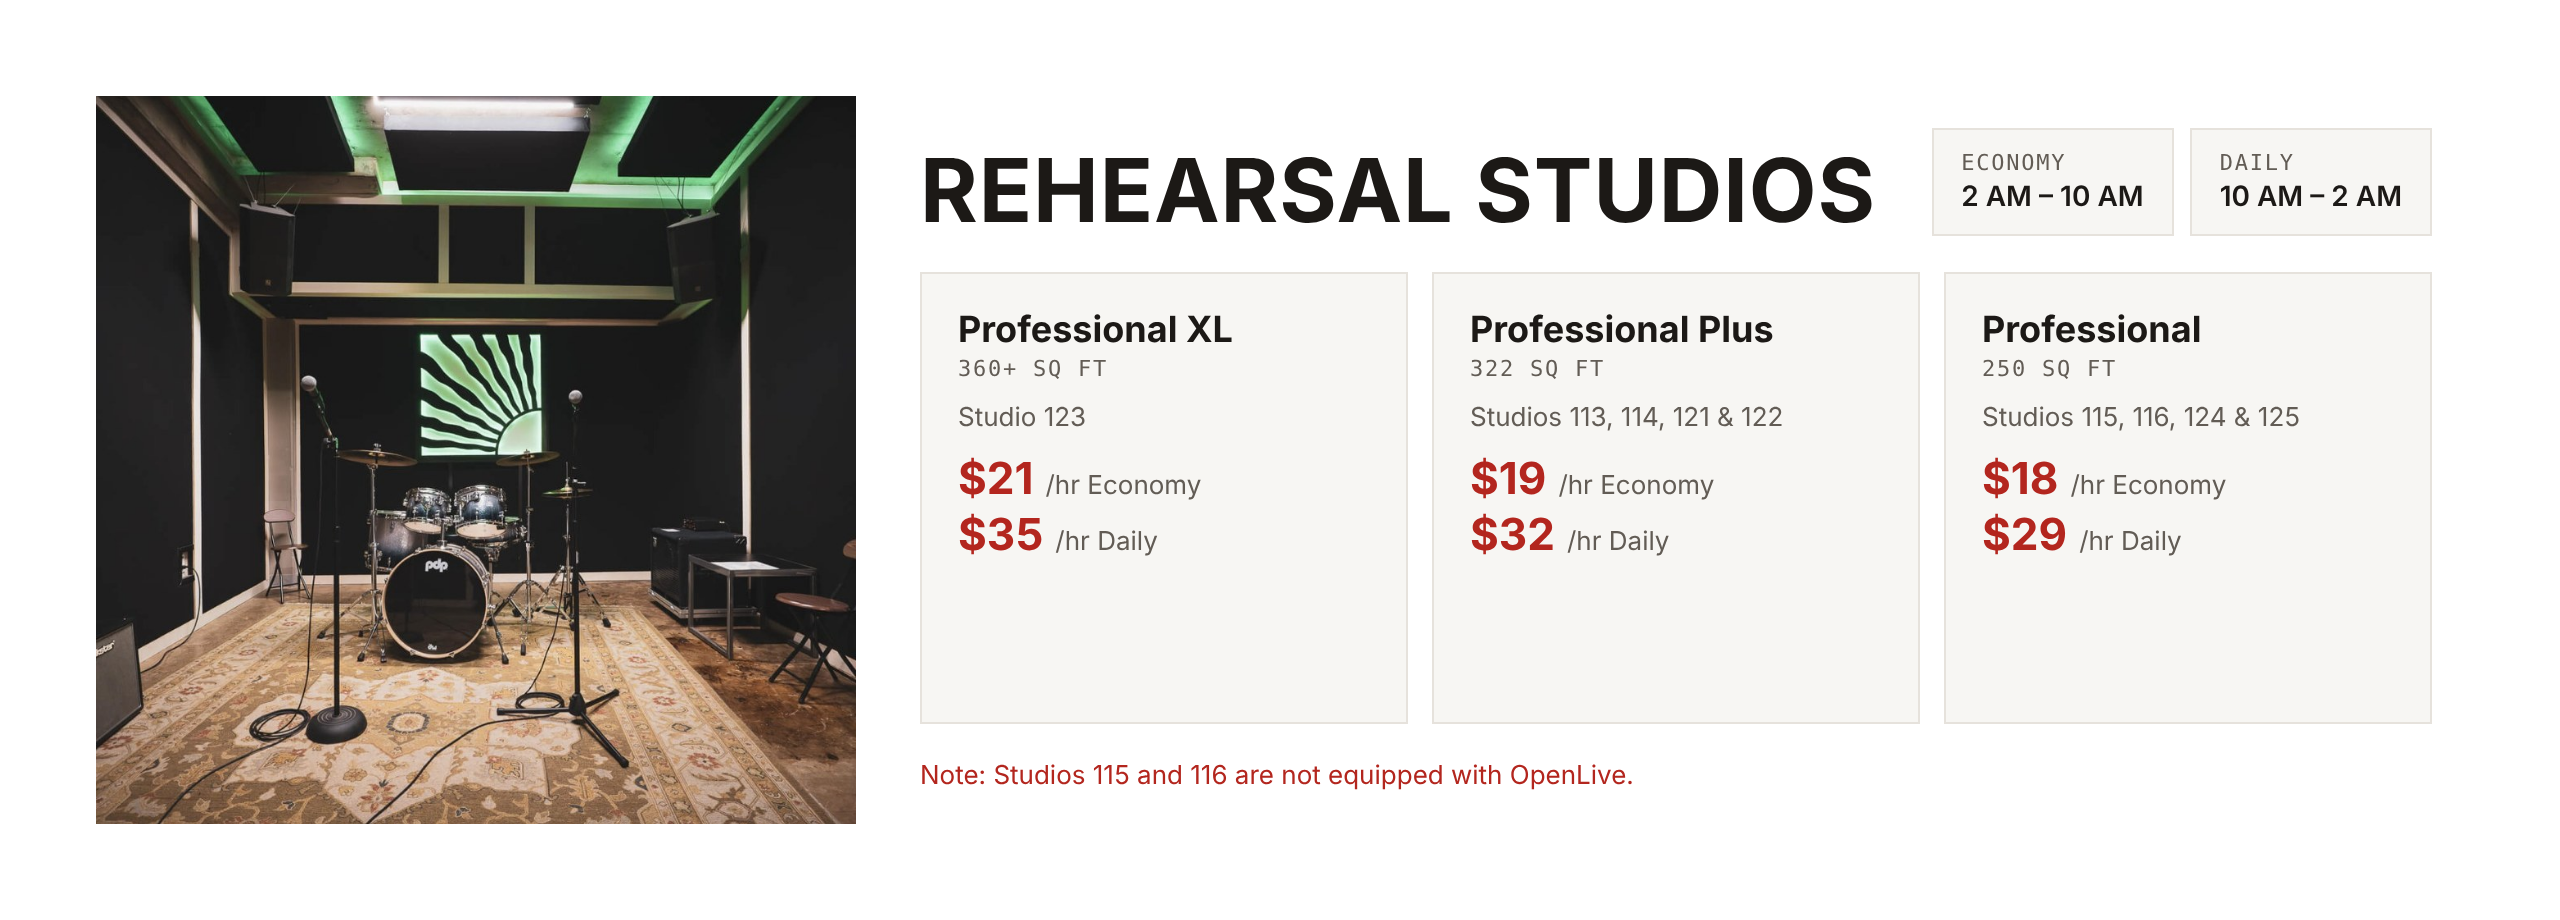 REHEARSAL STUDIOS
ECONOMY
2 AM – 10 AM
DAILY
10 AM – 2 AM
Professional XL
360+ SQ FT
Studio 123
$21 /hr Economy
$35 /hr Daily
Professional Plus
322 SQ FT
Studios 113, 114, 121 & 122
$19 /hr Economy
$32 /hr Daily
Professional
250 SQ FT
Studios 115, 116, 124 & 125
$18 /hr Economy
$29 /hr Daily
Note: Studios 115 and 116 are not equipped with OpenLive.
pdp